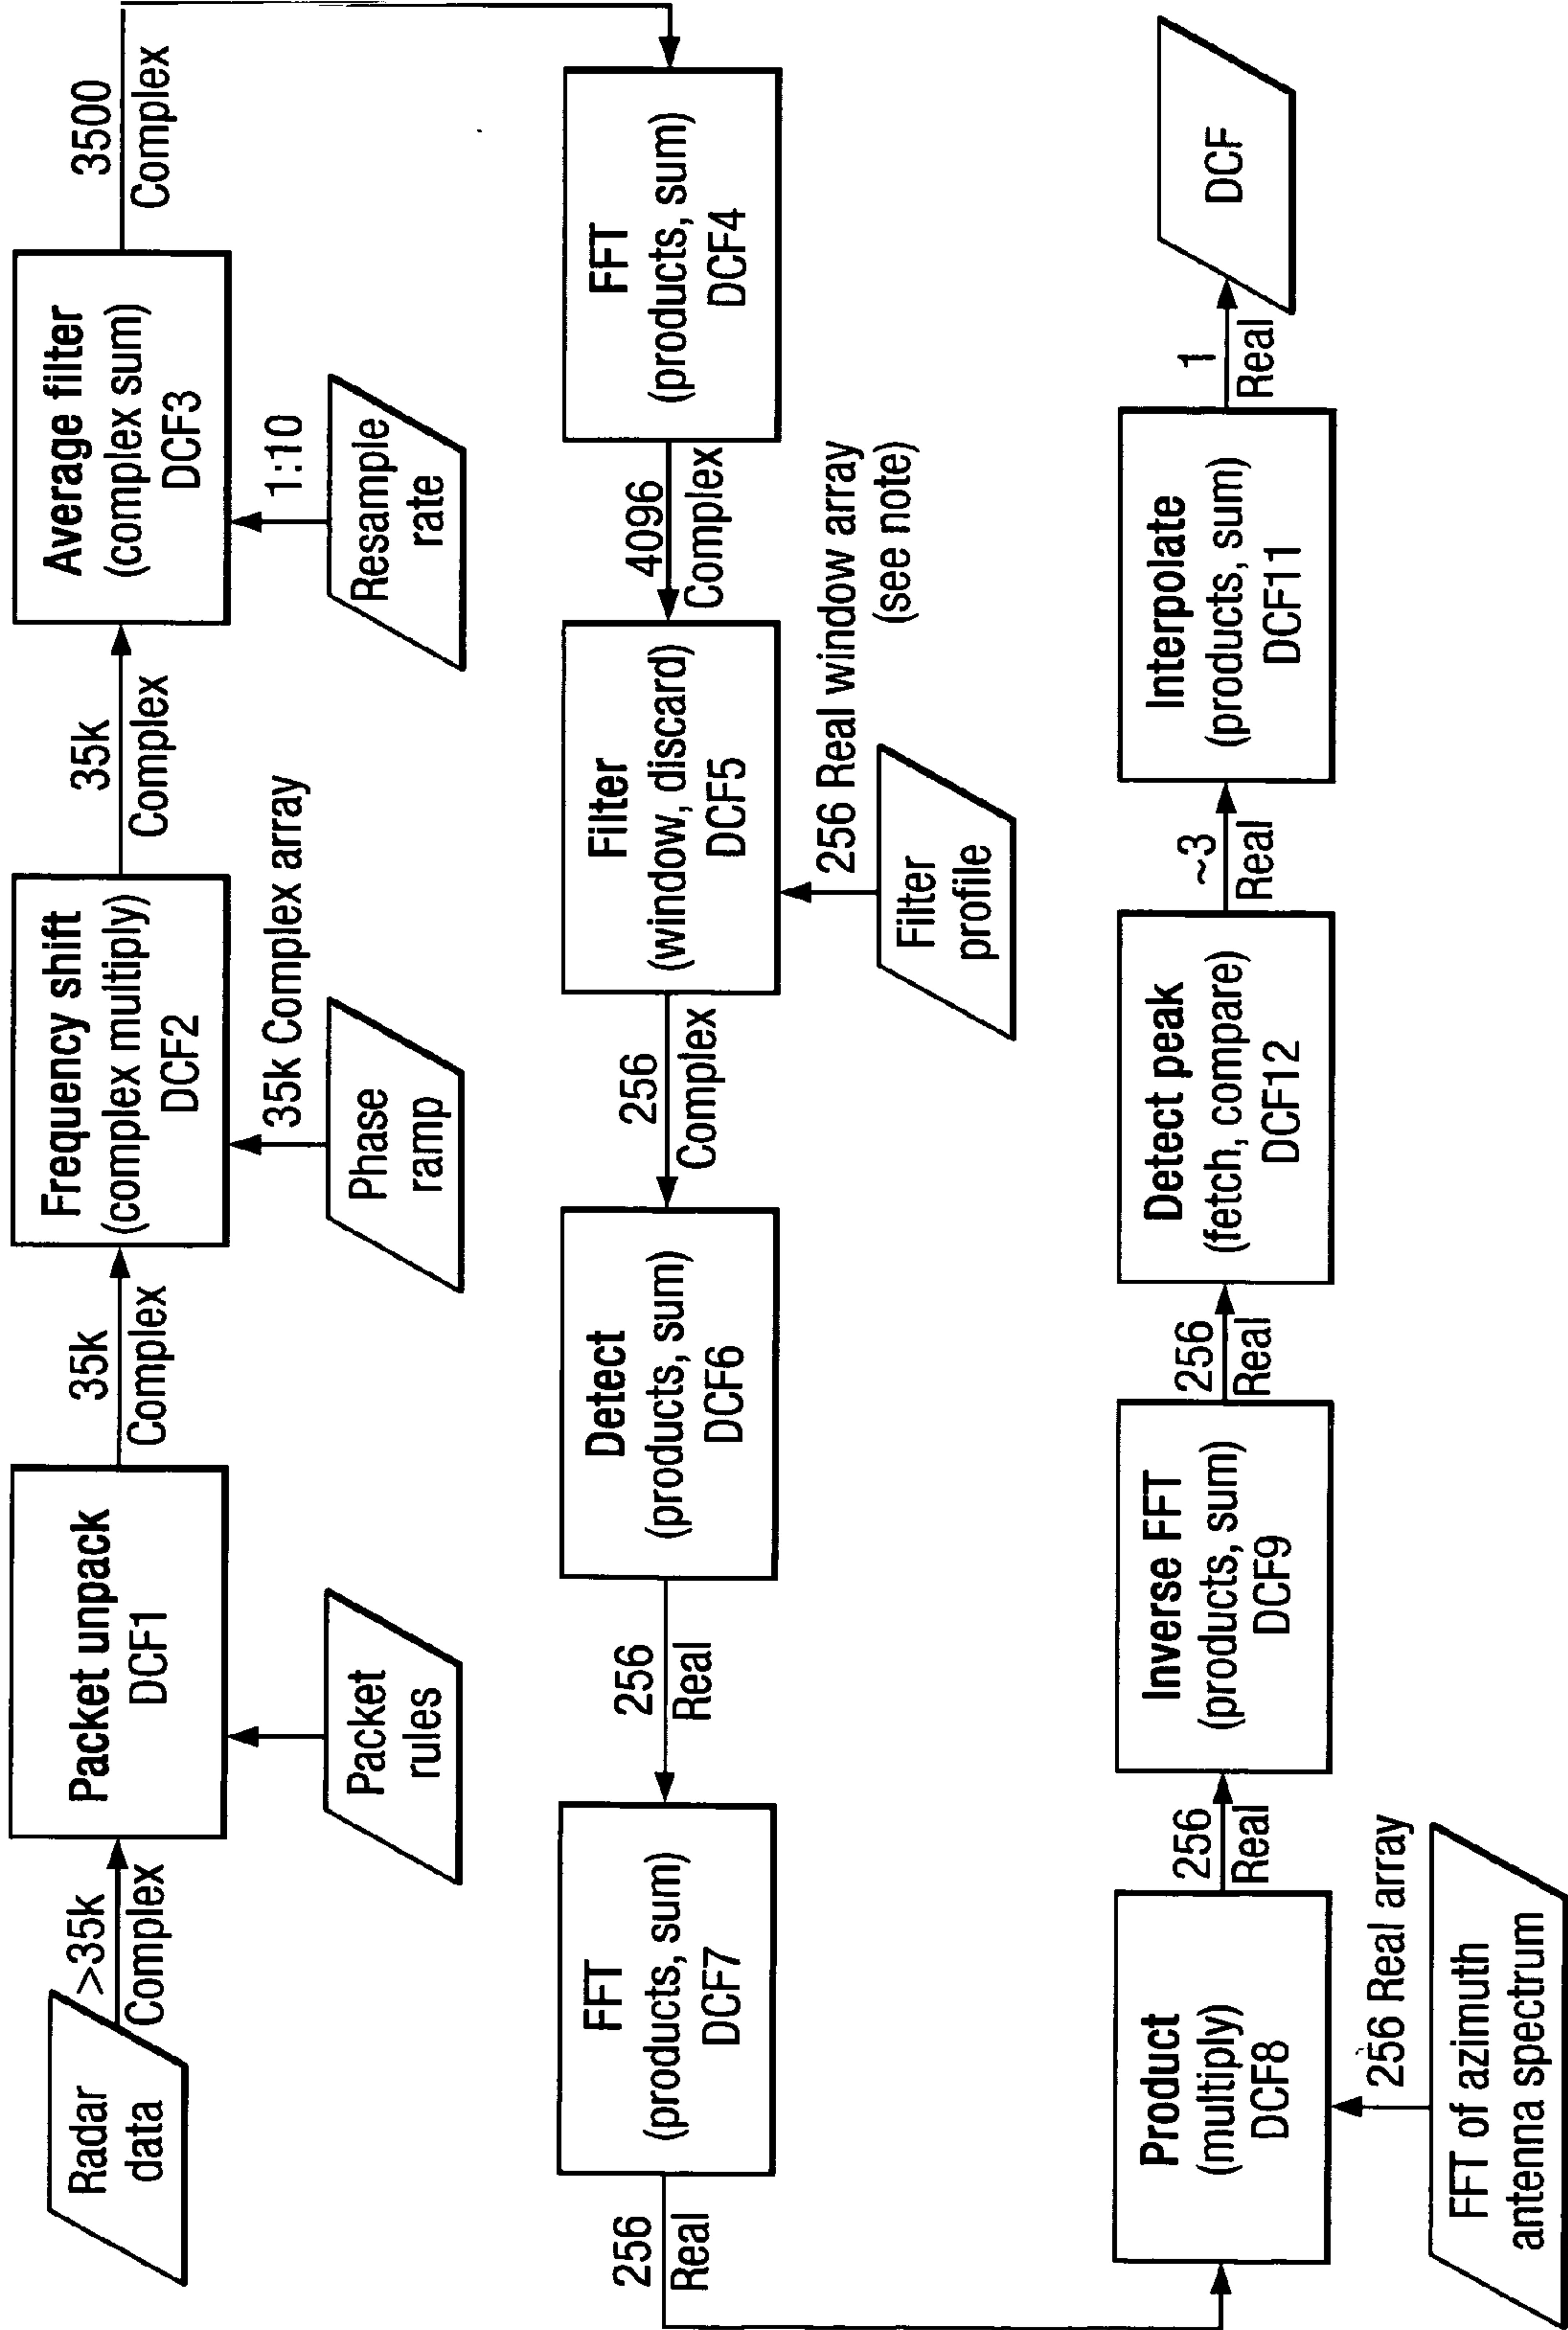 Radar
data
>35k
Complex
Packet unpack
DCF1
Packet
rules
35k
Complex
Frequency shift
(complex multiply)
DCF2
35k Complex array
Phase
ramp
35k
Complex
Average filter
(complex sum)
DCF3
1:10
Resample
rate
3500
Complex
FFT
(products, sum)
DCF4
4096
Complex
Filter
(window, discard)
DCF5
256 Real window array
(see note)
Filter
profile
256
Complex
Detect
(products, sum)
DCF6
256
Real
FFT
(products, sum)
DCF7
256
Real
Product
(multiply)
DCF8
256 Real array
FFT of azimuth
antenna spectrum
256
Real
Inverse FFT
(products, sum)
DCF9
256
Real
Detect peak
(fetch, compare)
DCF12
~3
Real
Interpolate
(products, sum)
DCF11
1
Real
DCF